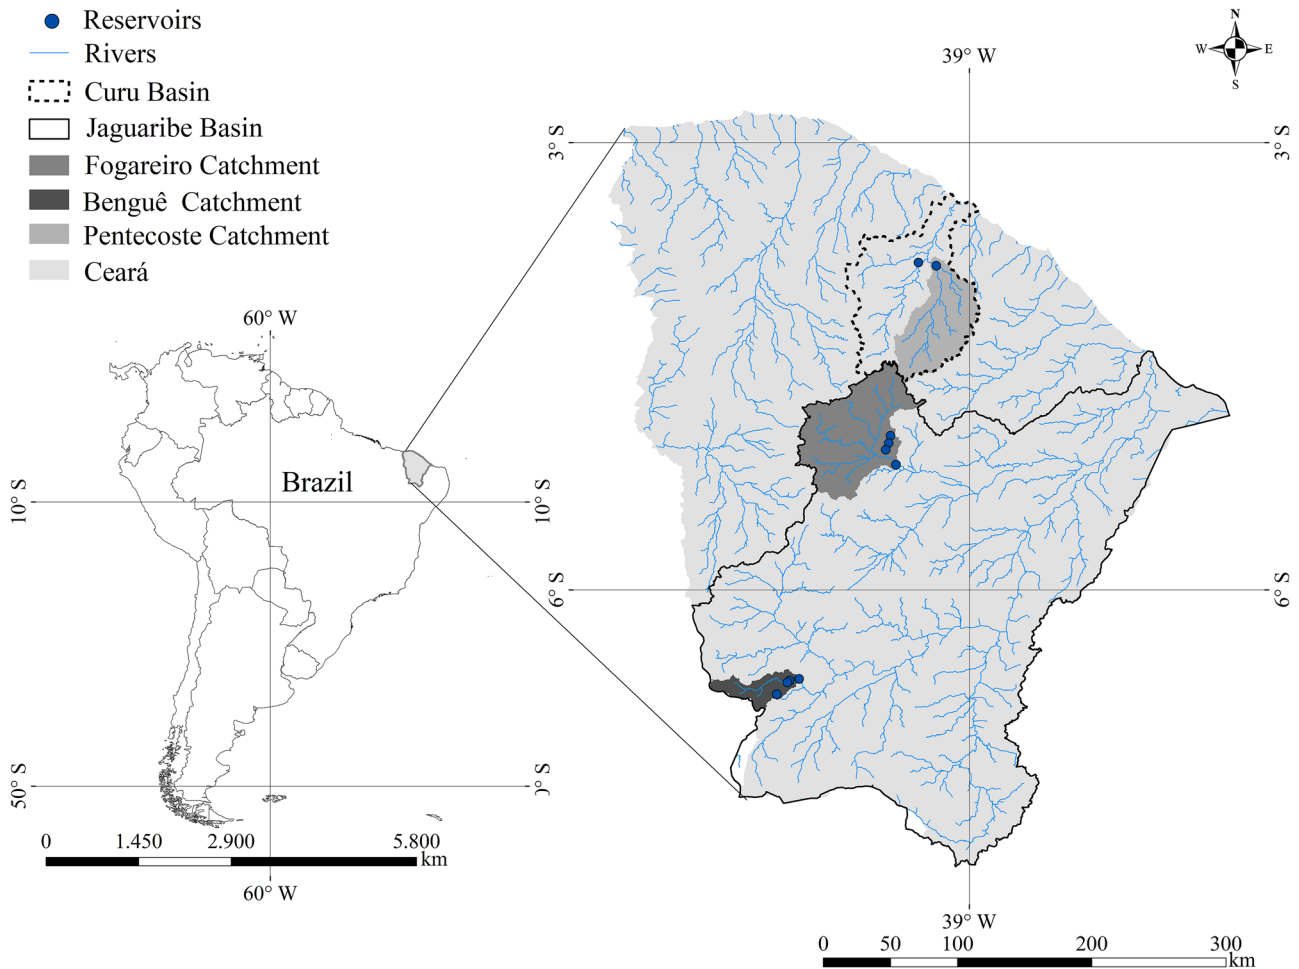 Reservoirs
Rivers
Curu Basin
Jaguaribe Basin
Fogareiro Catchment
Benguê Catchment
Pentecoste Catchment
Ceará
N
W E
S
39° W
3° S
3° S
60° W
Brazil
10° S
10° S
6° S
6° S
50° S
0° S
0 1.450 2.900 5.800
km
60° W
39° W
0 50 100 200 300
km